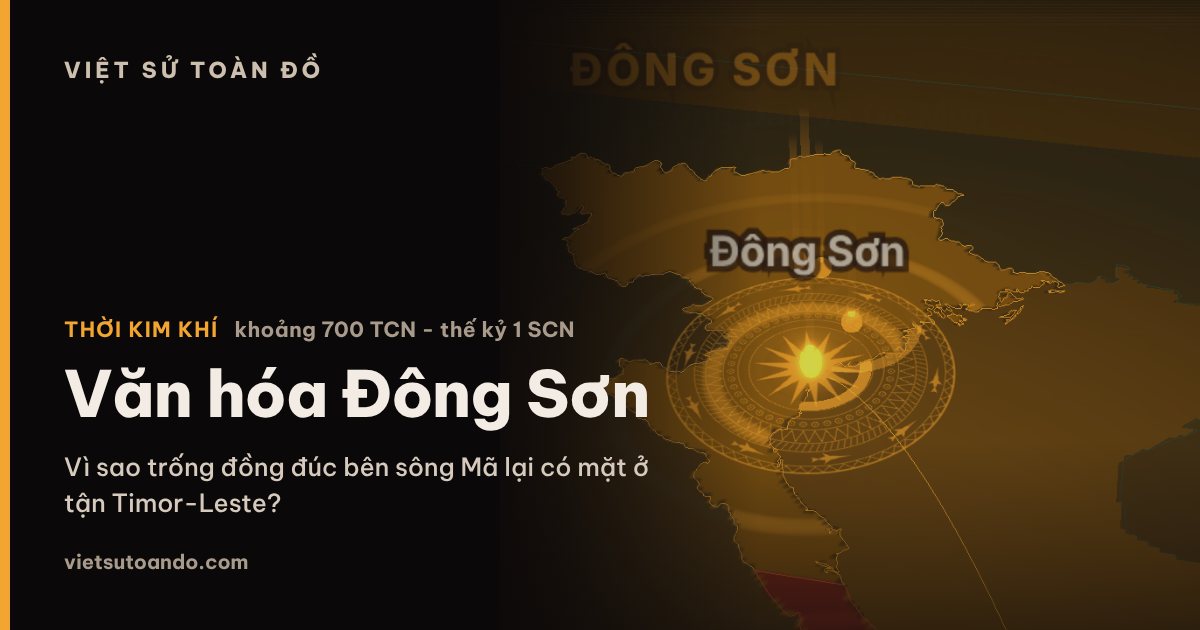 VIỆT SỬ TOÀN ĐỒ
ĐÔNG SƠN
Đông Sơn
THỜI KIM KHÍ khoảng 700 TCN - thế kỷ 1 SCN
Văn hóa Đông Sơn
Vì sao trống đồng đúc bên sông Mã lại có mặt ở
tận Timor-Leste?
vietsutoando.com